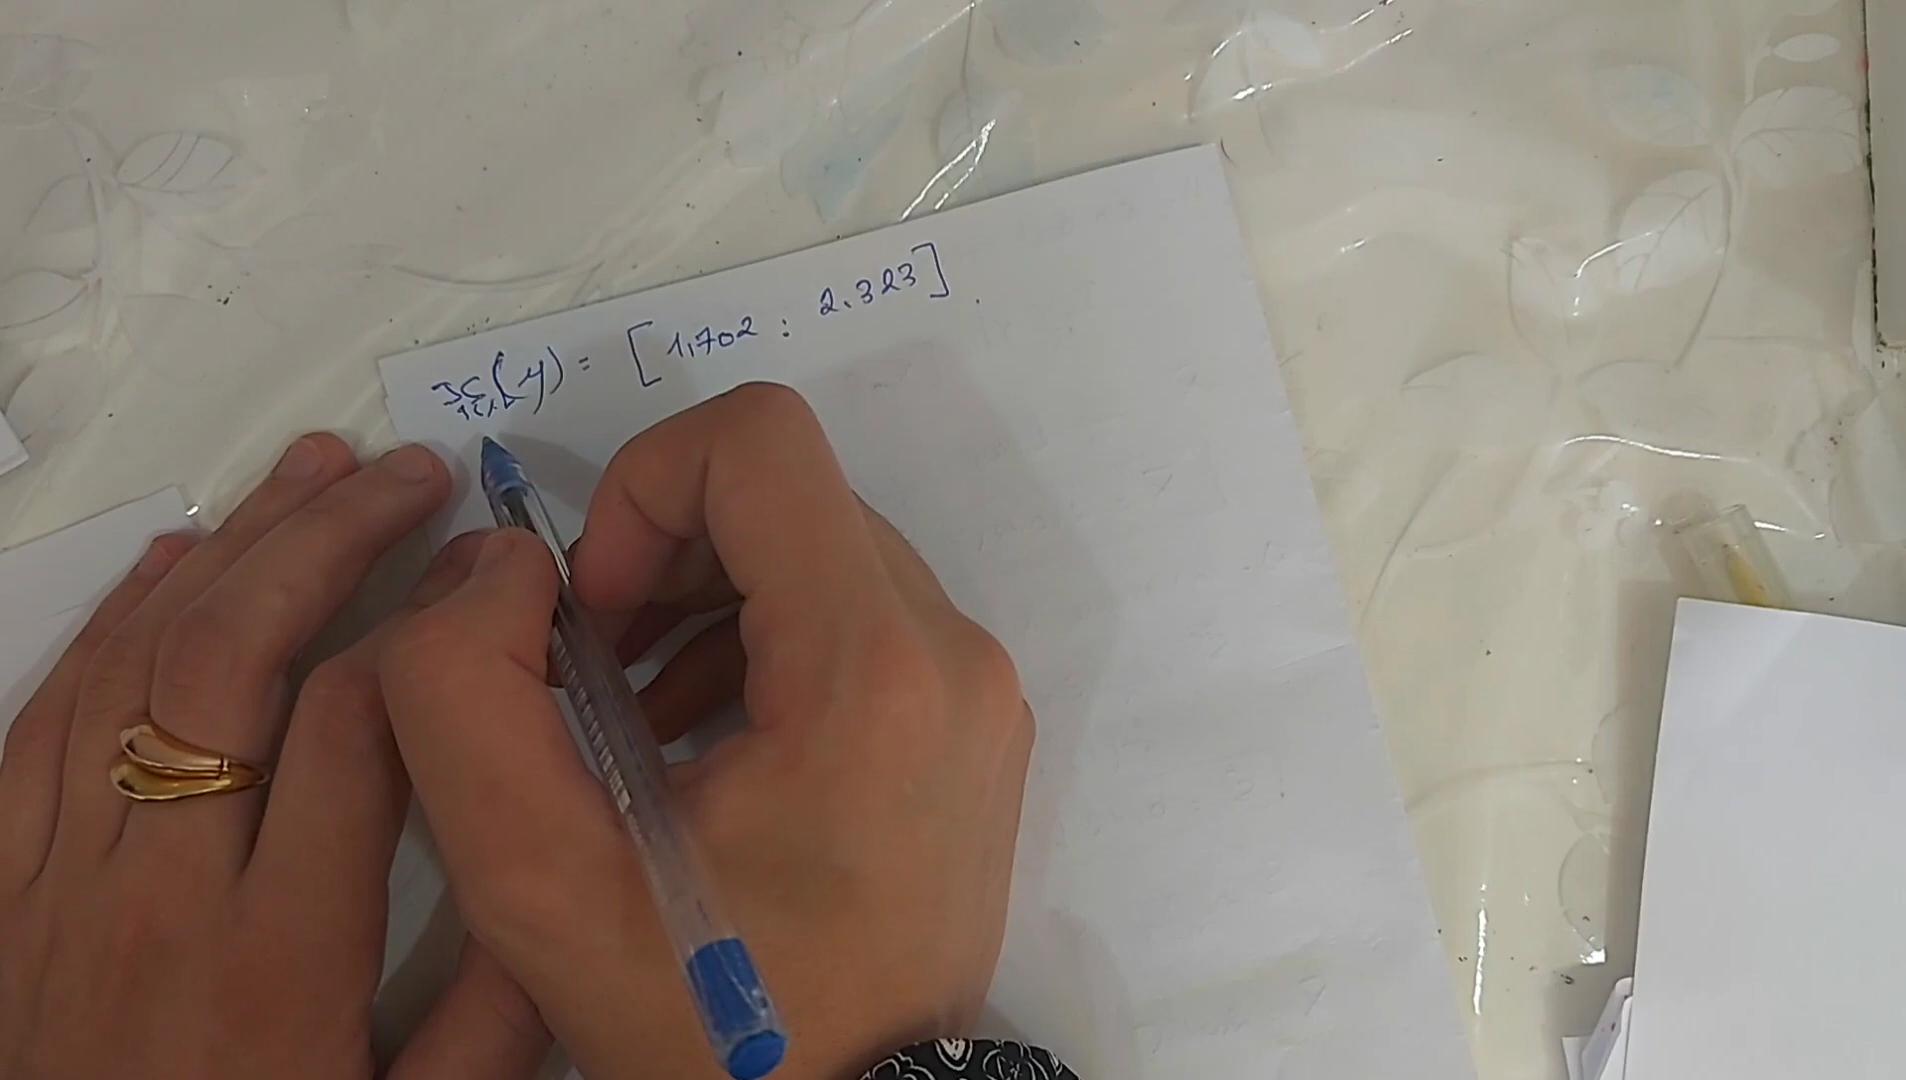 (y) = [1,702 : 2.323]